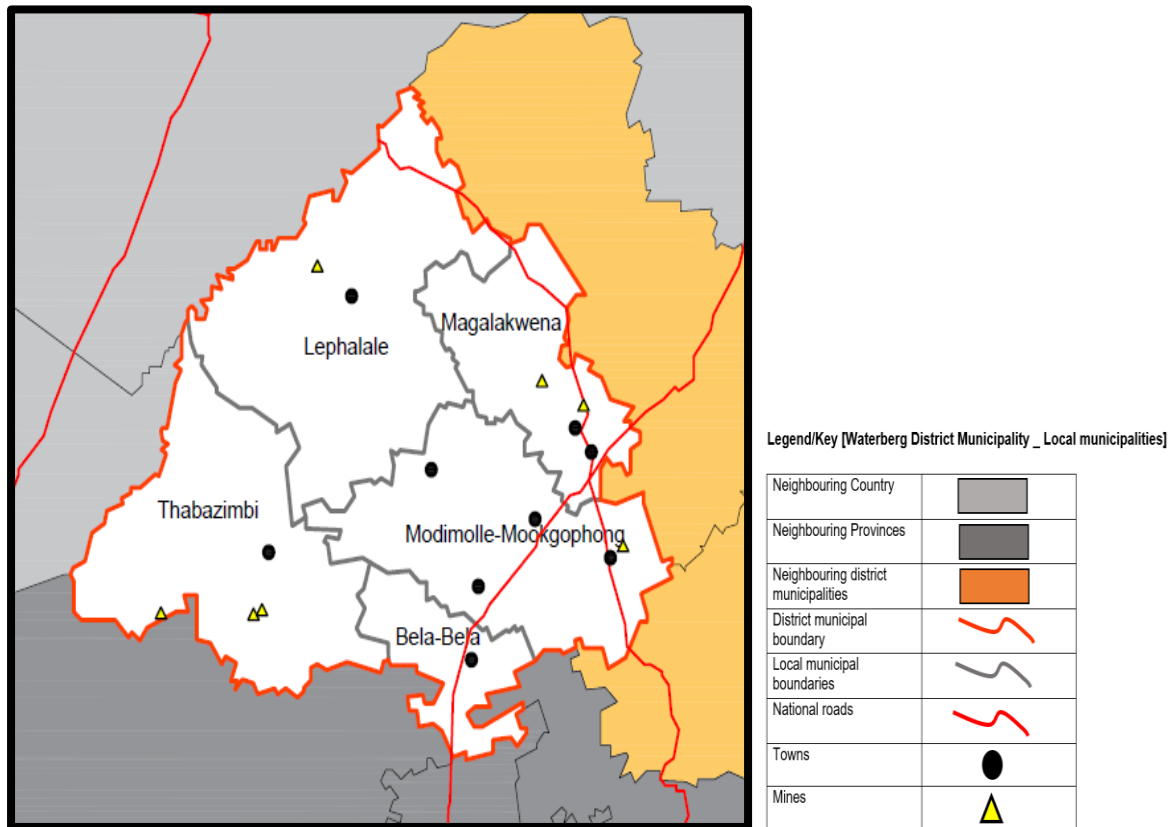 Magalakwena
Lephalale
Thabazimbi
Modimolle-Mookgophong
Bela-Bela
Legend/Key [Waterberg District Municipality _ Local municipalities]
Neighbouring Country
Neighbouring Provinces
Neighbouring district
municipalities
District municipal
boundary
Local municipal
boundaries
National roads
Towns
Mines